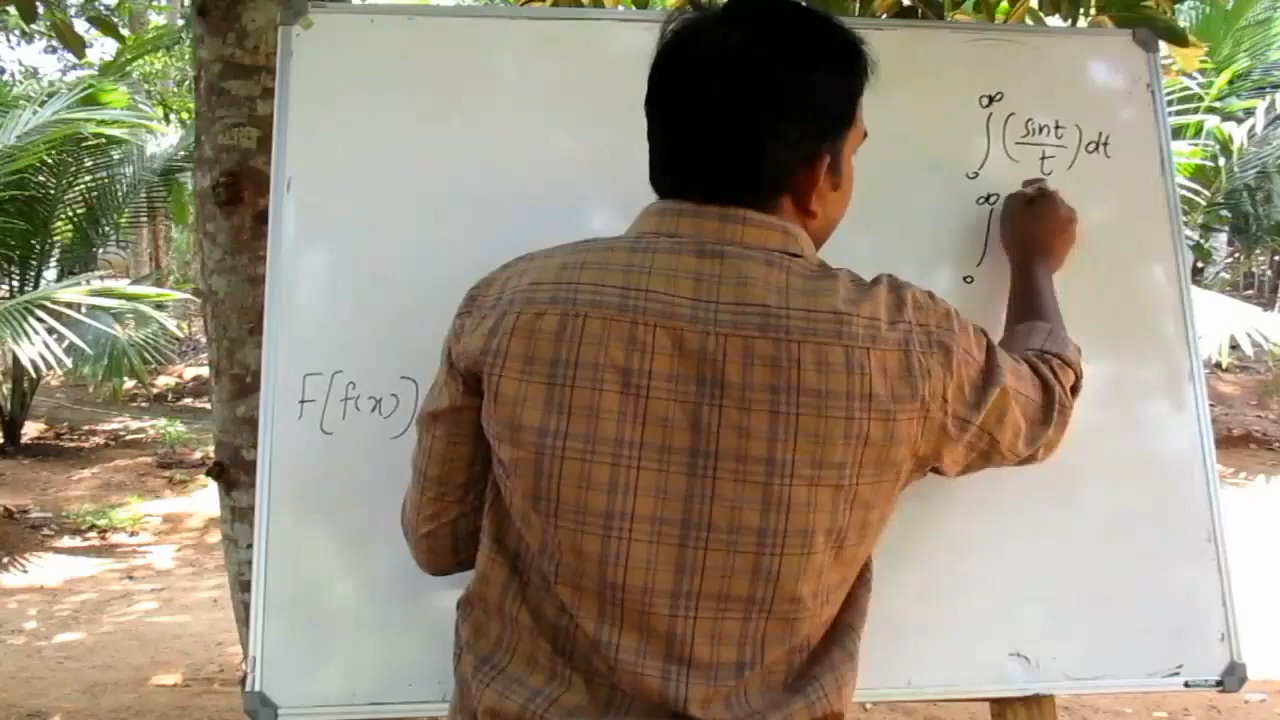 ∞
∫ (sint/t) dt
0
∞
∫
0
F[f(x)]